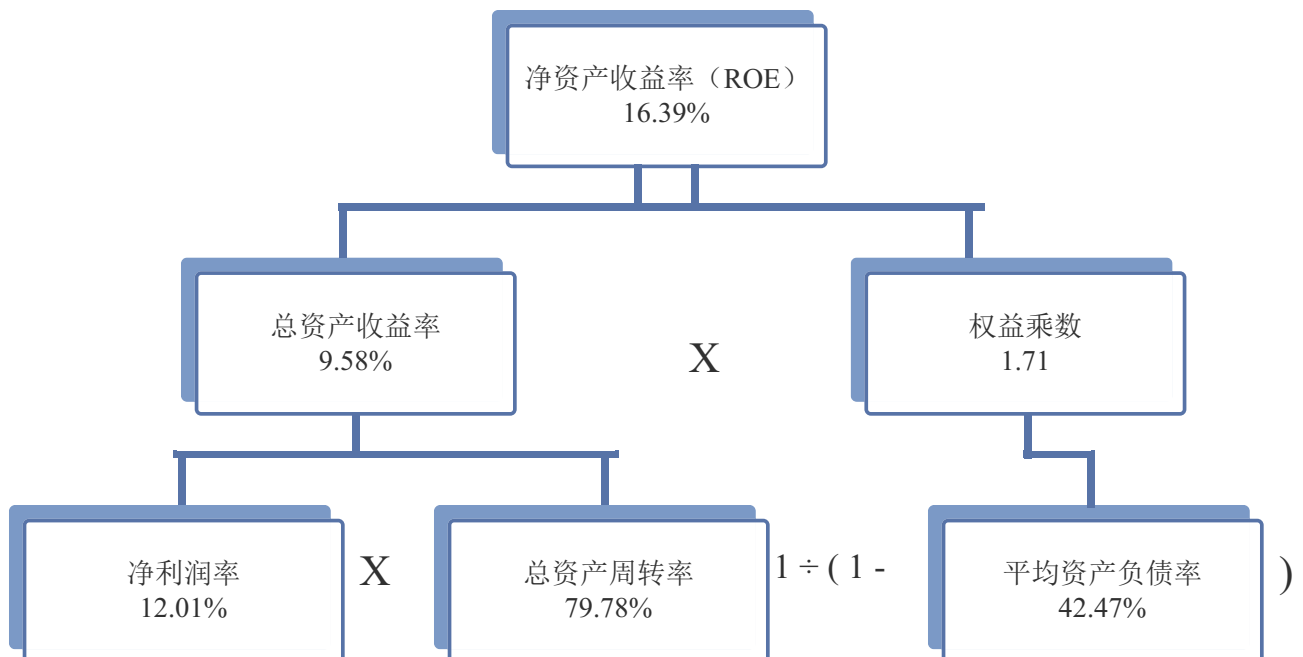 净资产收益率（ROE）
16.39%
总资产收益率
9.58%
X
权益乘数
1.71
净利润率
12.01%
X
总资产周转率
79.78%
1 ÷ ( 1 -
平均资产负债率
42.47%
)